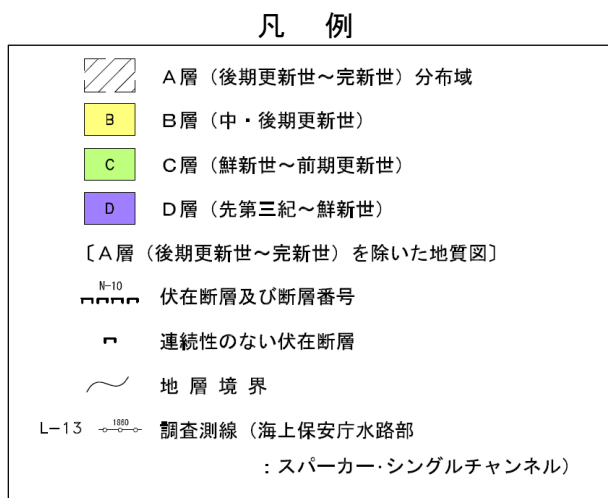 凡 例
A層（後期更新世～完新世）分布域
B B層（中・後期更新世）
C C層（鮮新世～前期更新世）
D D層（先第三紀～鮮新世）
〔A層（後期更新世～完新世）を除いた地質図〕
N-10 伏在断層及び断層番号
連続性のない伏在断層
地層境界
L-13 1860 調査測線（海上保安庁水路部
：スパーカー・シングルチャンネル）